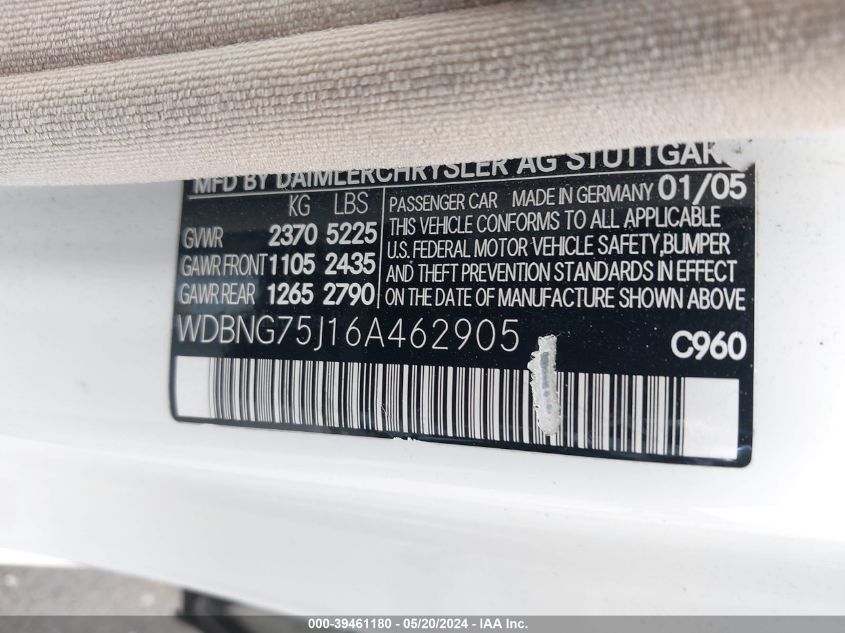 MFD BY DAIMLERCHRYSLER AG STUTTGAR
KG LBS
GVWR 2370 5225
GAWR FRONT 1105 2435
GAWR REAR 1265 2790
PASSENGER CAR MADE IN GERMANY 01/05
THIS VEHICLE CONFORMS TO ALL APPLICABLE
U.S. FEDERAL MOTOR VEHICLE SAFETY,BUMPER
AND THEFT PREVENTION STANDARDS IN EFFECT
ON THE DATE OF MANUFACTURE SHOWN ABOVE
WDBNG75J16A462905
C960
000-39461180 - 05/20/2024 - IAA Inc.